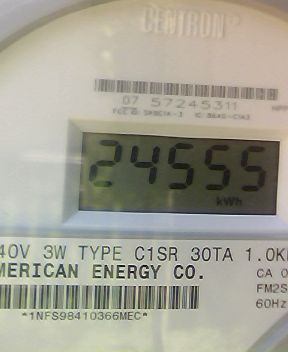 CENTRON
07 57245311
24555
kWh
40V 3W TYPE C1SR 30TA 1.0K
MERICAN ENERGY CO.
CA 0
FM2S
60Hz
*1NFS98410366MEC*